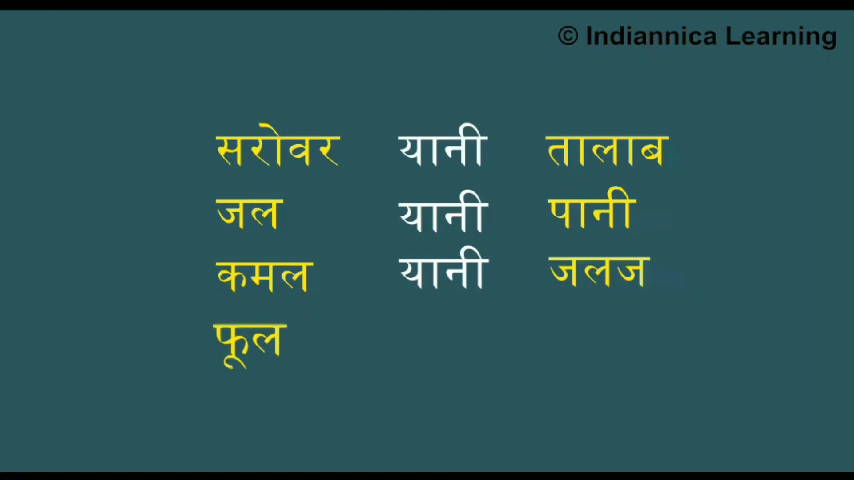 © Indiannica Learning
सरोवर यानी तालाब
जल यानी पानी
कमल यानी जलज
फूल